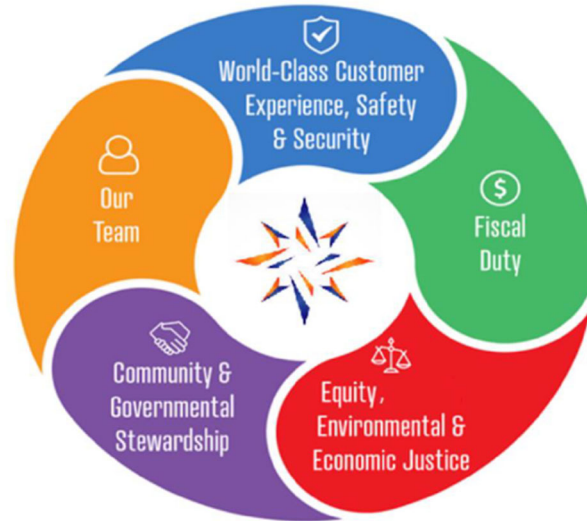 World-Class Customer
Experience, Safety
& Security
$
Fiscal
Duty
Equity,
Environmental &
Economic Justice
Community &
Governmental
Stewardship
Our
Team